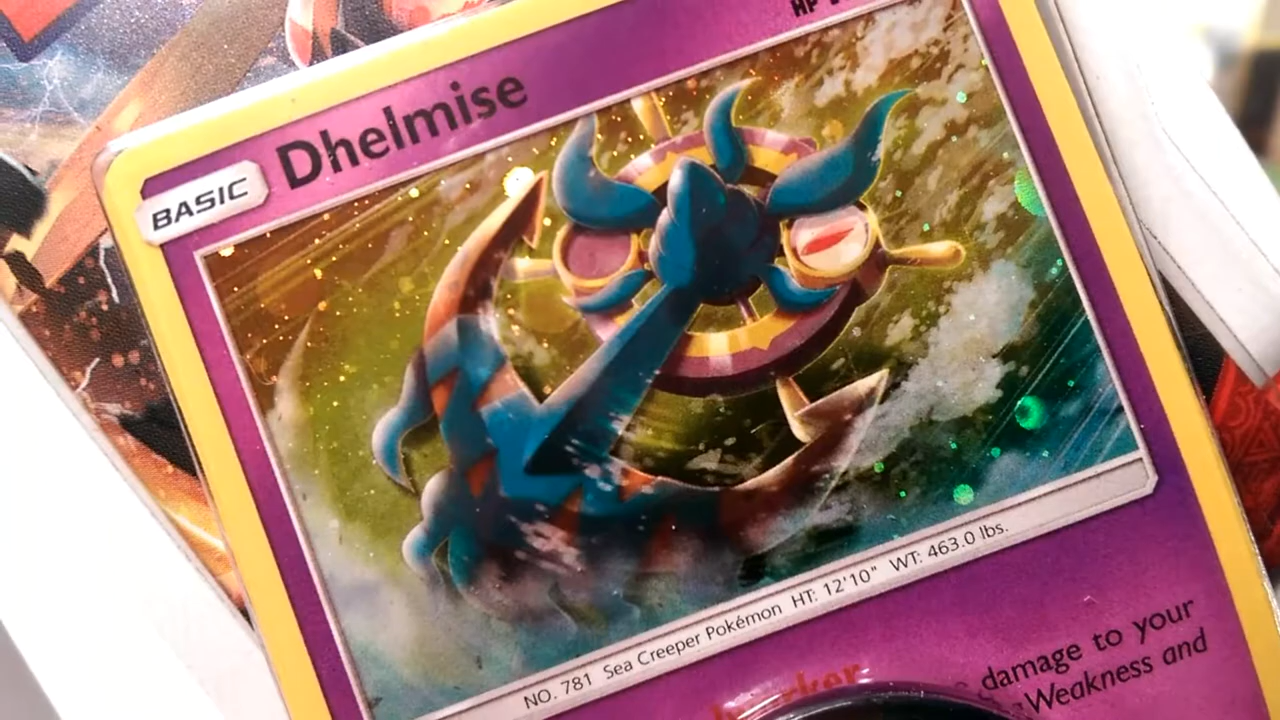 HP
BASIC Dhelmise
NO. 781 Sea Creeper Pokémon HT: 12'10" WT: 463.0 lbs.
damage to your
Weakness and